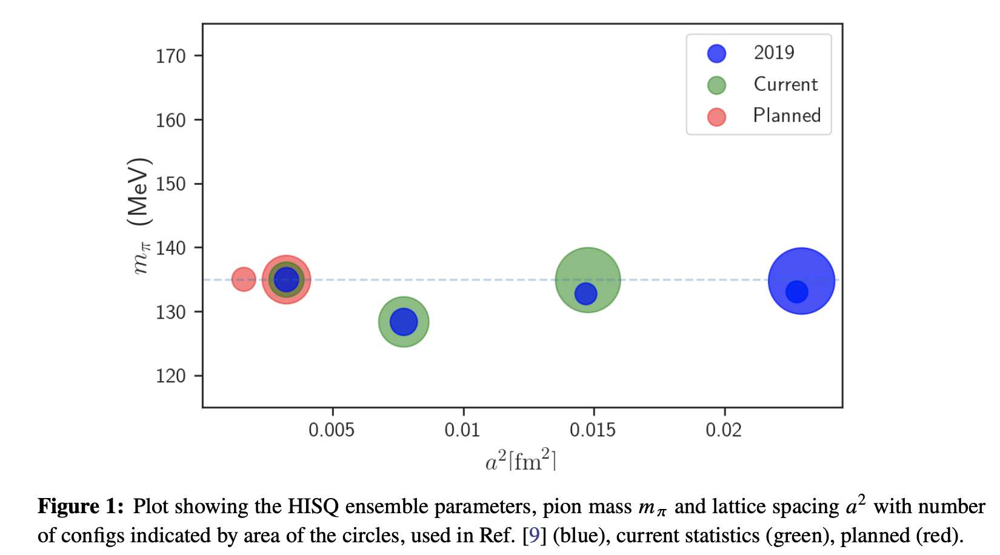 170
160
150
140
130
120
m_π (MeV)
2019
Current
Planned
0.005
0.01
0.015
0.02
a²[fm²]
Figure 1: Plot showing the HISQ ensemble parameters, pion mass m_π and lattice spacing a² with number
of configs indicated by area of the circles, used in Ref. [9] (blue), current statistics (green), planned (red).